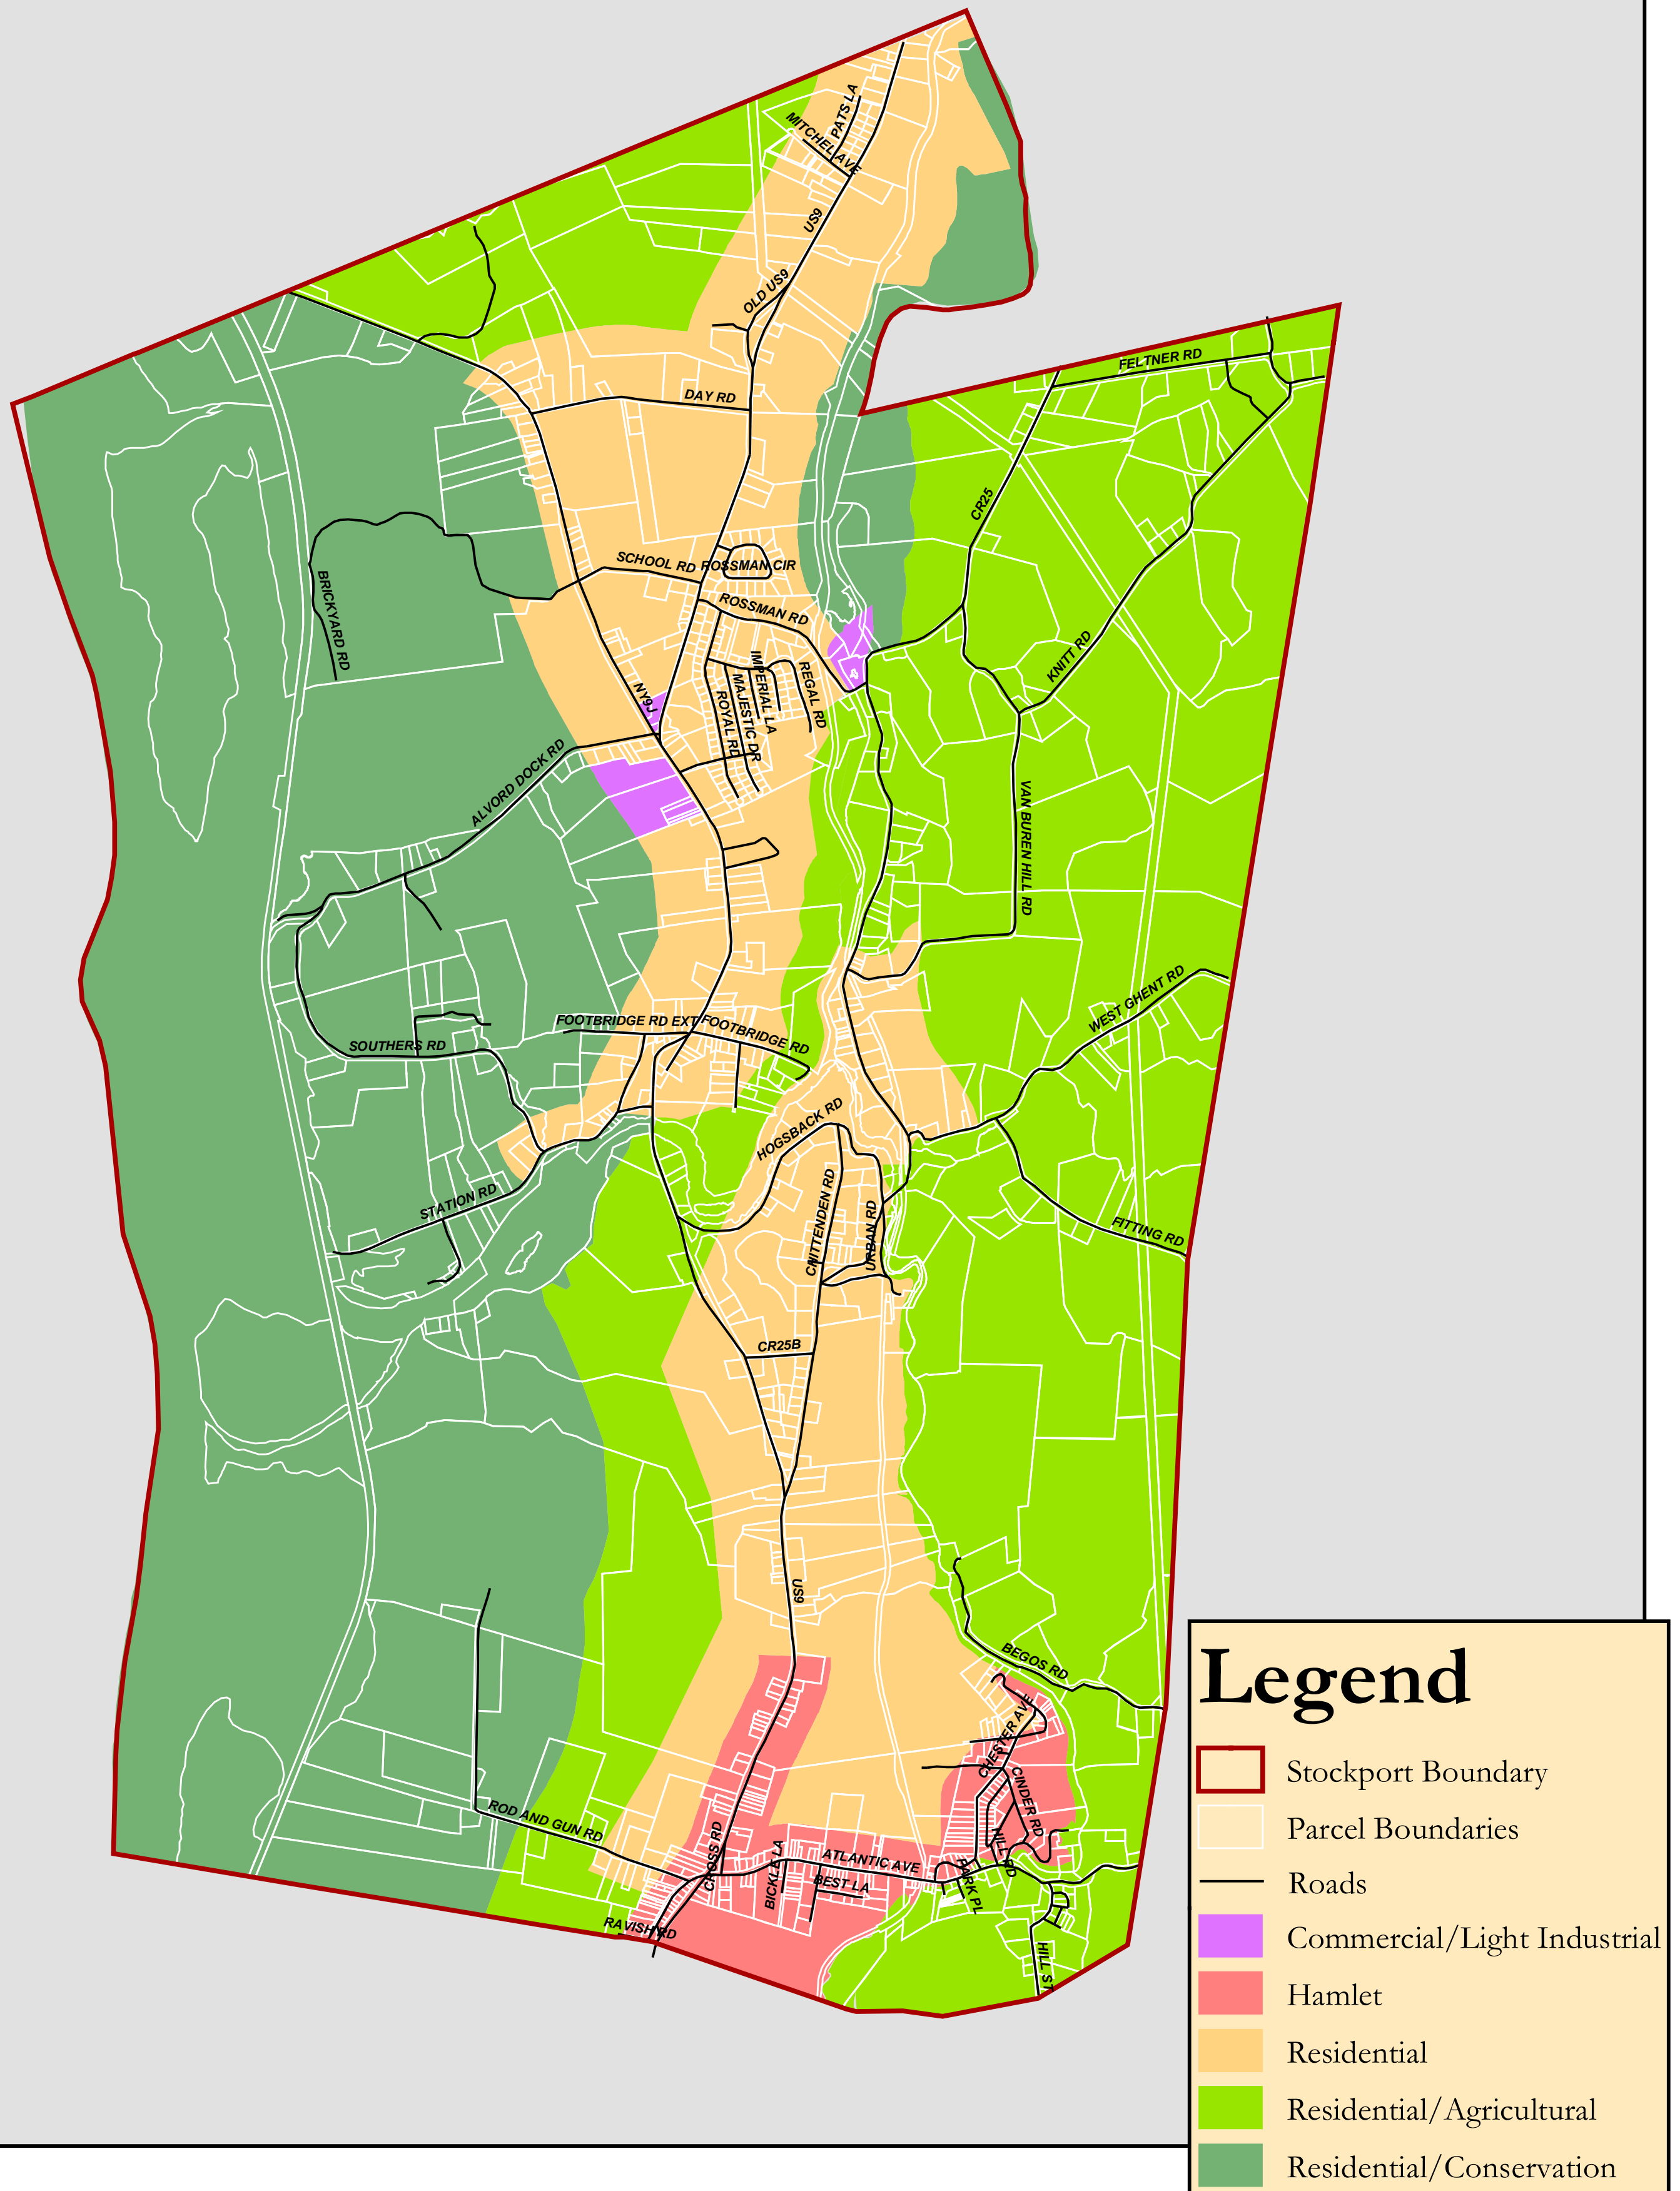 PATS LA
MITCHEL AVE
US9
OLD US9
FELTNER RD
DAY RD
CR25
SCHOOL RD
ROSSMAN CIR
BRICKYARD RD
ROSSMAN RD
KNITT RD
NY9J
IMPERIAL LA
REGAL RD
MAJESTIC DR
ROYAL RD
ALVORD DOCK RD
VAN BUREN HILL RD
WEST GHENT RD
FOOTBRIDGE RD EXT
FOOTBRIDGE RD
SOUTHERS RD
HOGSBACK RD
STATION RD
CHITTENDEN RD
URBAN RD
FITTING RD
CR25B
US9
BEGOS RD
CHESTER AVE
CINDER RD
ROD AND GUN RD
CROSS RD
BICKLE LA
ATLANTIC AVE
HILL RD
BEST LA
PARK PL
RAVISH RD
HILL ST
Legend
Stockport Boundary
Parcel Boundaries
Roads
Commercial/Light Industrial
Hamlet
Residential
Residential/Agricultural
Residential/Conservation